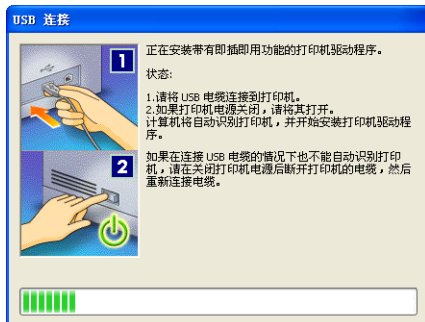 USB 连接
1
正在安装带有即插即用功能的打印机驱动程序。
状态:
1.请将 USB 电缆连接到打印机。
2.如果打印机电源关闭，请将其打开。
计算机将自动识别打印机，并开始安装打印机驱动程
序。
2
如果在连接 USB 电缆的情况下也不能自动识别打印
机，请在关闭打印机电源后断开打印机的电缆，然后
重新连接电缆。